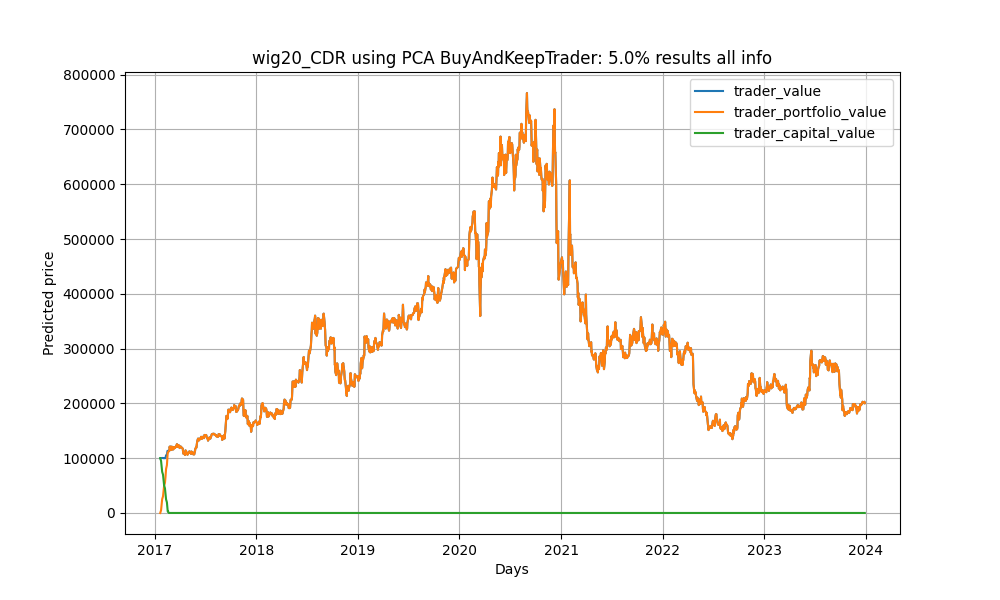 wig20_CDR using PCA BuyAndKeepTrader: 5.0% results all info
trader_value
trader_portfolio_value
trader_capital_value
Predicted price
800000
700000
600000
500000
400000
300000
200000
100000
0
2017 2018 2019 2020 2021 2022 2023 2024
Days